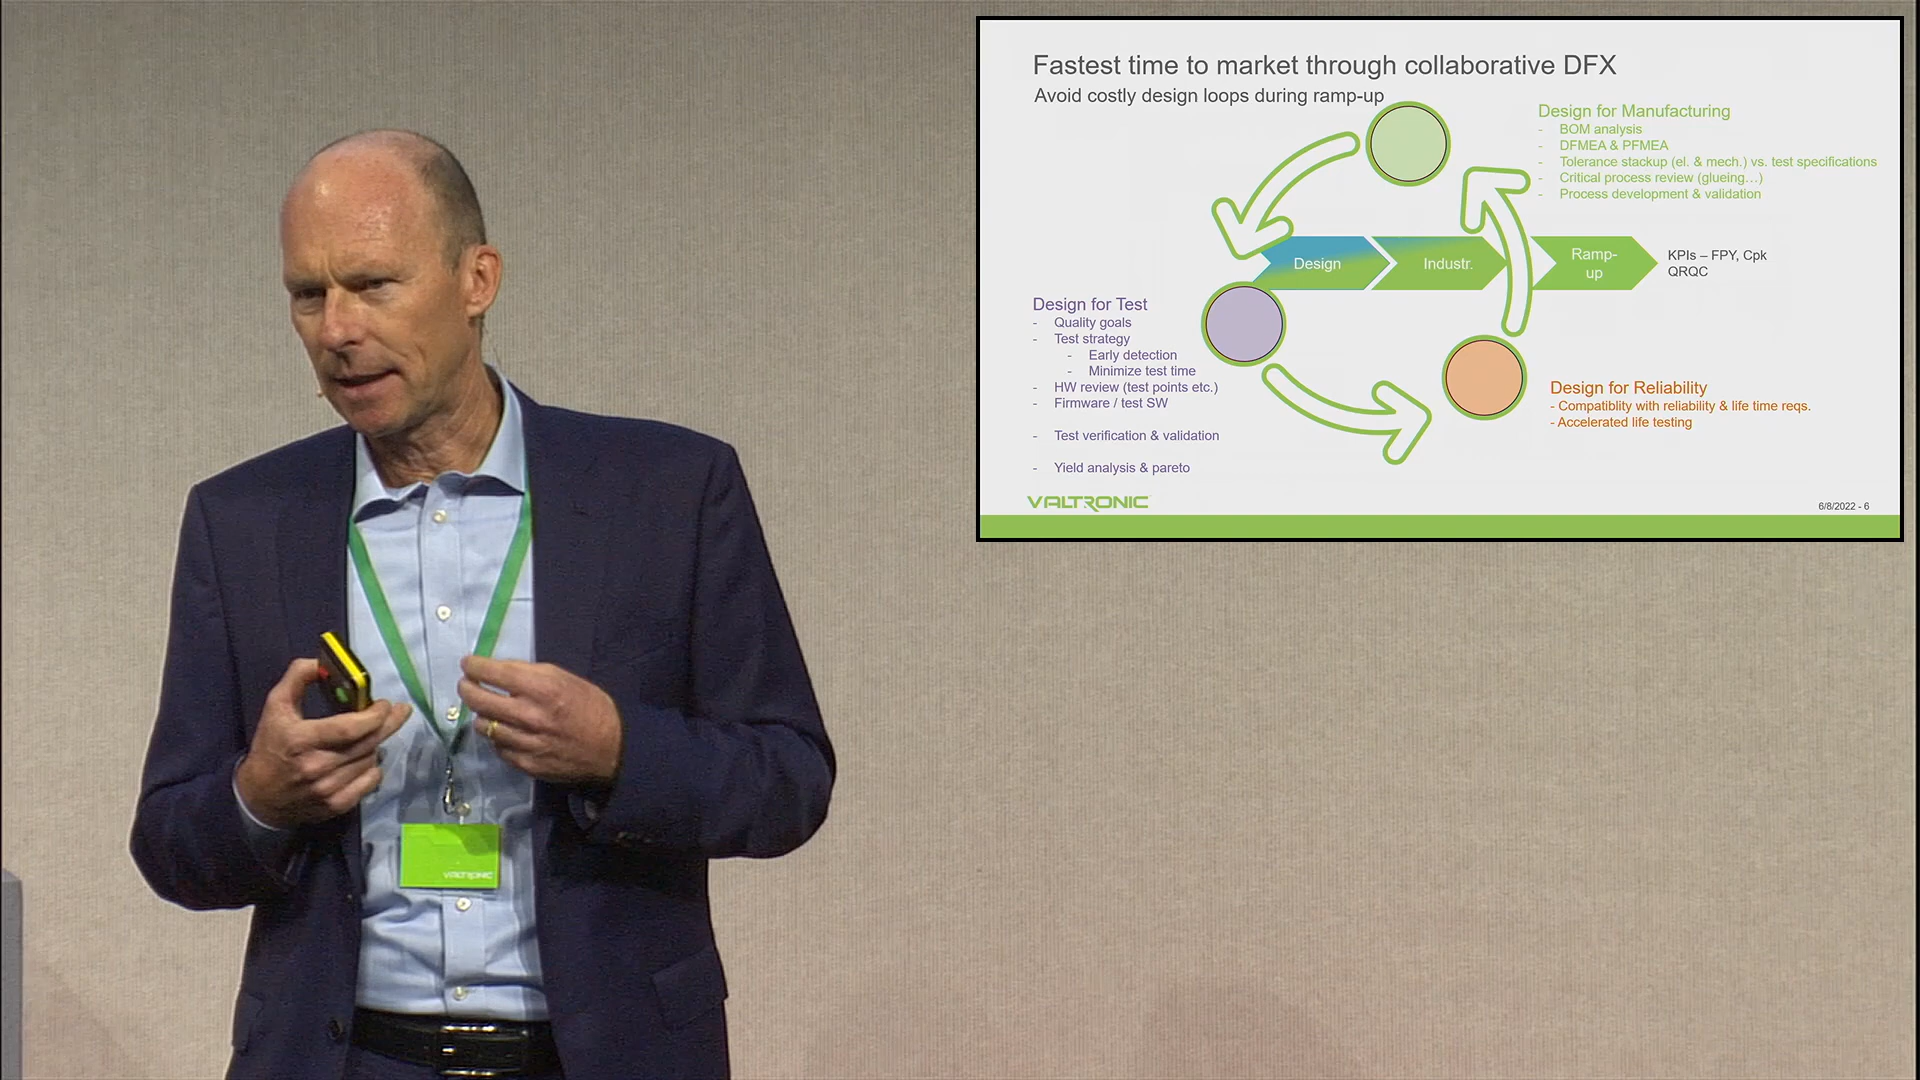 Fastest time to market through collaborative DFX
Avoid costly design loops during ramp-up
Design for Manufacturing
- BOM analysis
- DFMEA & PFMEA
- Tolerance stackup (el. & mech.) vs. test specifications
- Critical process review (glueing…)
- Process development & validation
Design
Industr.
Ramp-
up
KPIs – FPY, Cpk
QRQC
Design for Test
- Quality goals
- Test strategy
- Early detection
- Minimize test time
- HW review (test points etc.)
- Firmware / test SW
- Test verification & validation
- Yield analysis & pareto
Design for Reliability
- Compatiblity with reliability & life time reqs.
- Accelerated life testing
VALTRONIC
6/8/2022 - 6
VALTRONIC